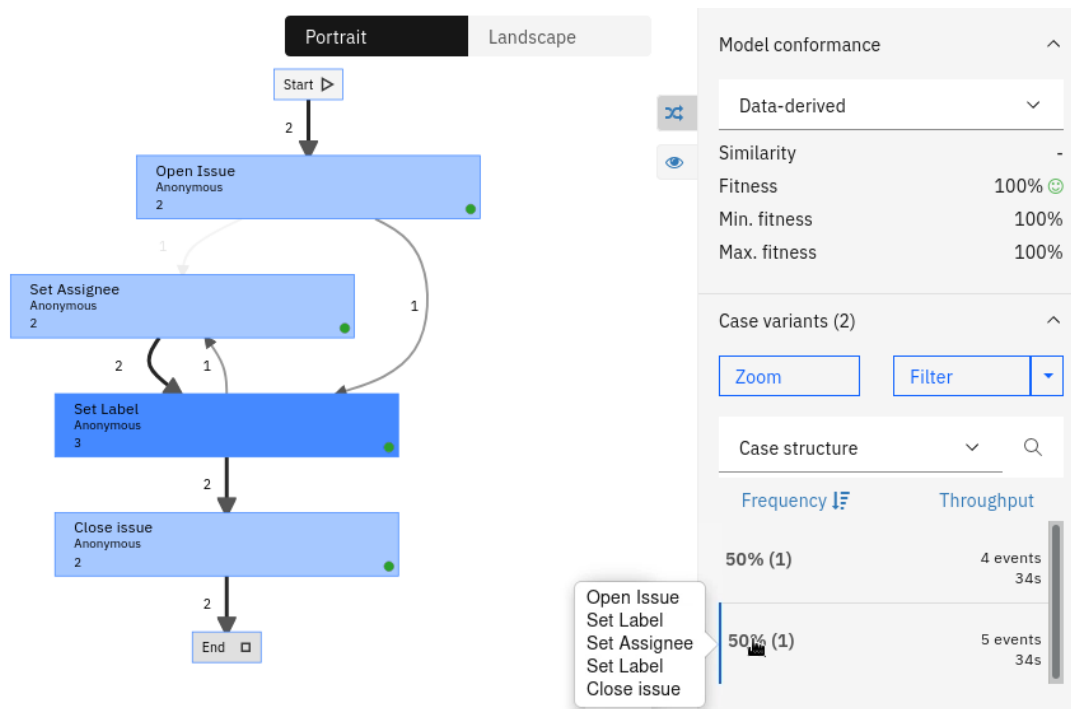 Portrait
Landscape
Start
2
Open Issue
Anonymous
2
1
Set Assignee
Anonymous
2
1
2
1
Set Label
Anonymous
3
2
Close issue
Anonymous
2
2
End
Model conformance
Data-derived
Similarity -
Fitness 100%
Min. fitness 100%
Max. fitness 100%
Case variants (2)
Zoom
Filter
Case structure
Frequency
Throughput
50% (1)
4 events
34s
50% (1)
5 events
34s
Open Issue
Set Label
Set Assignee
Set Label
Close issue